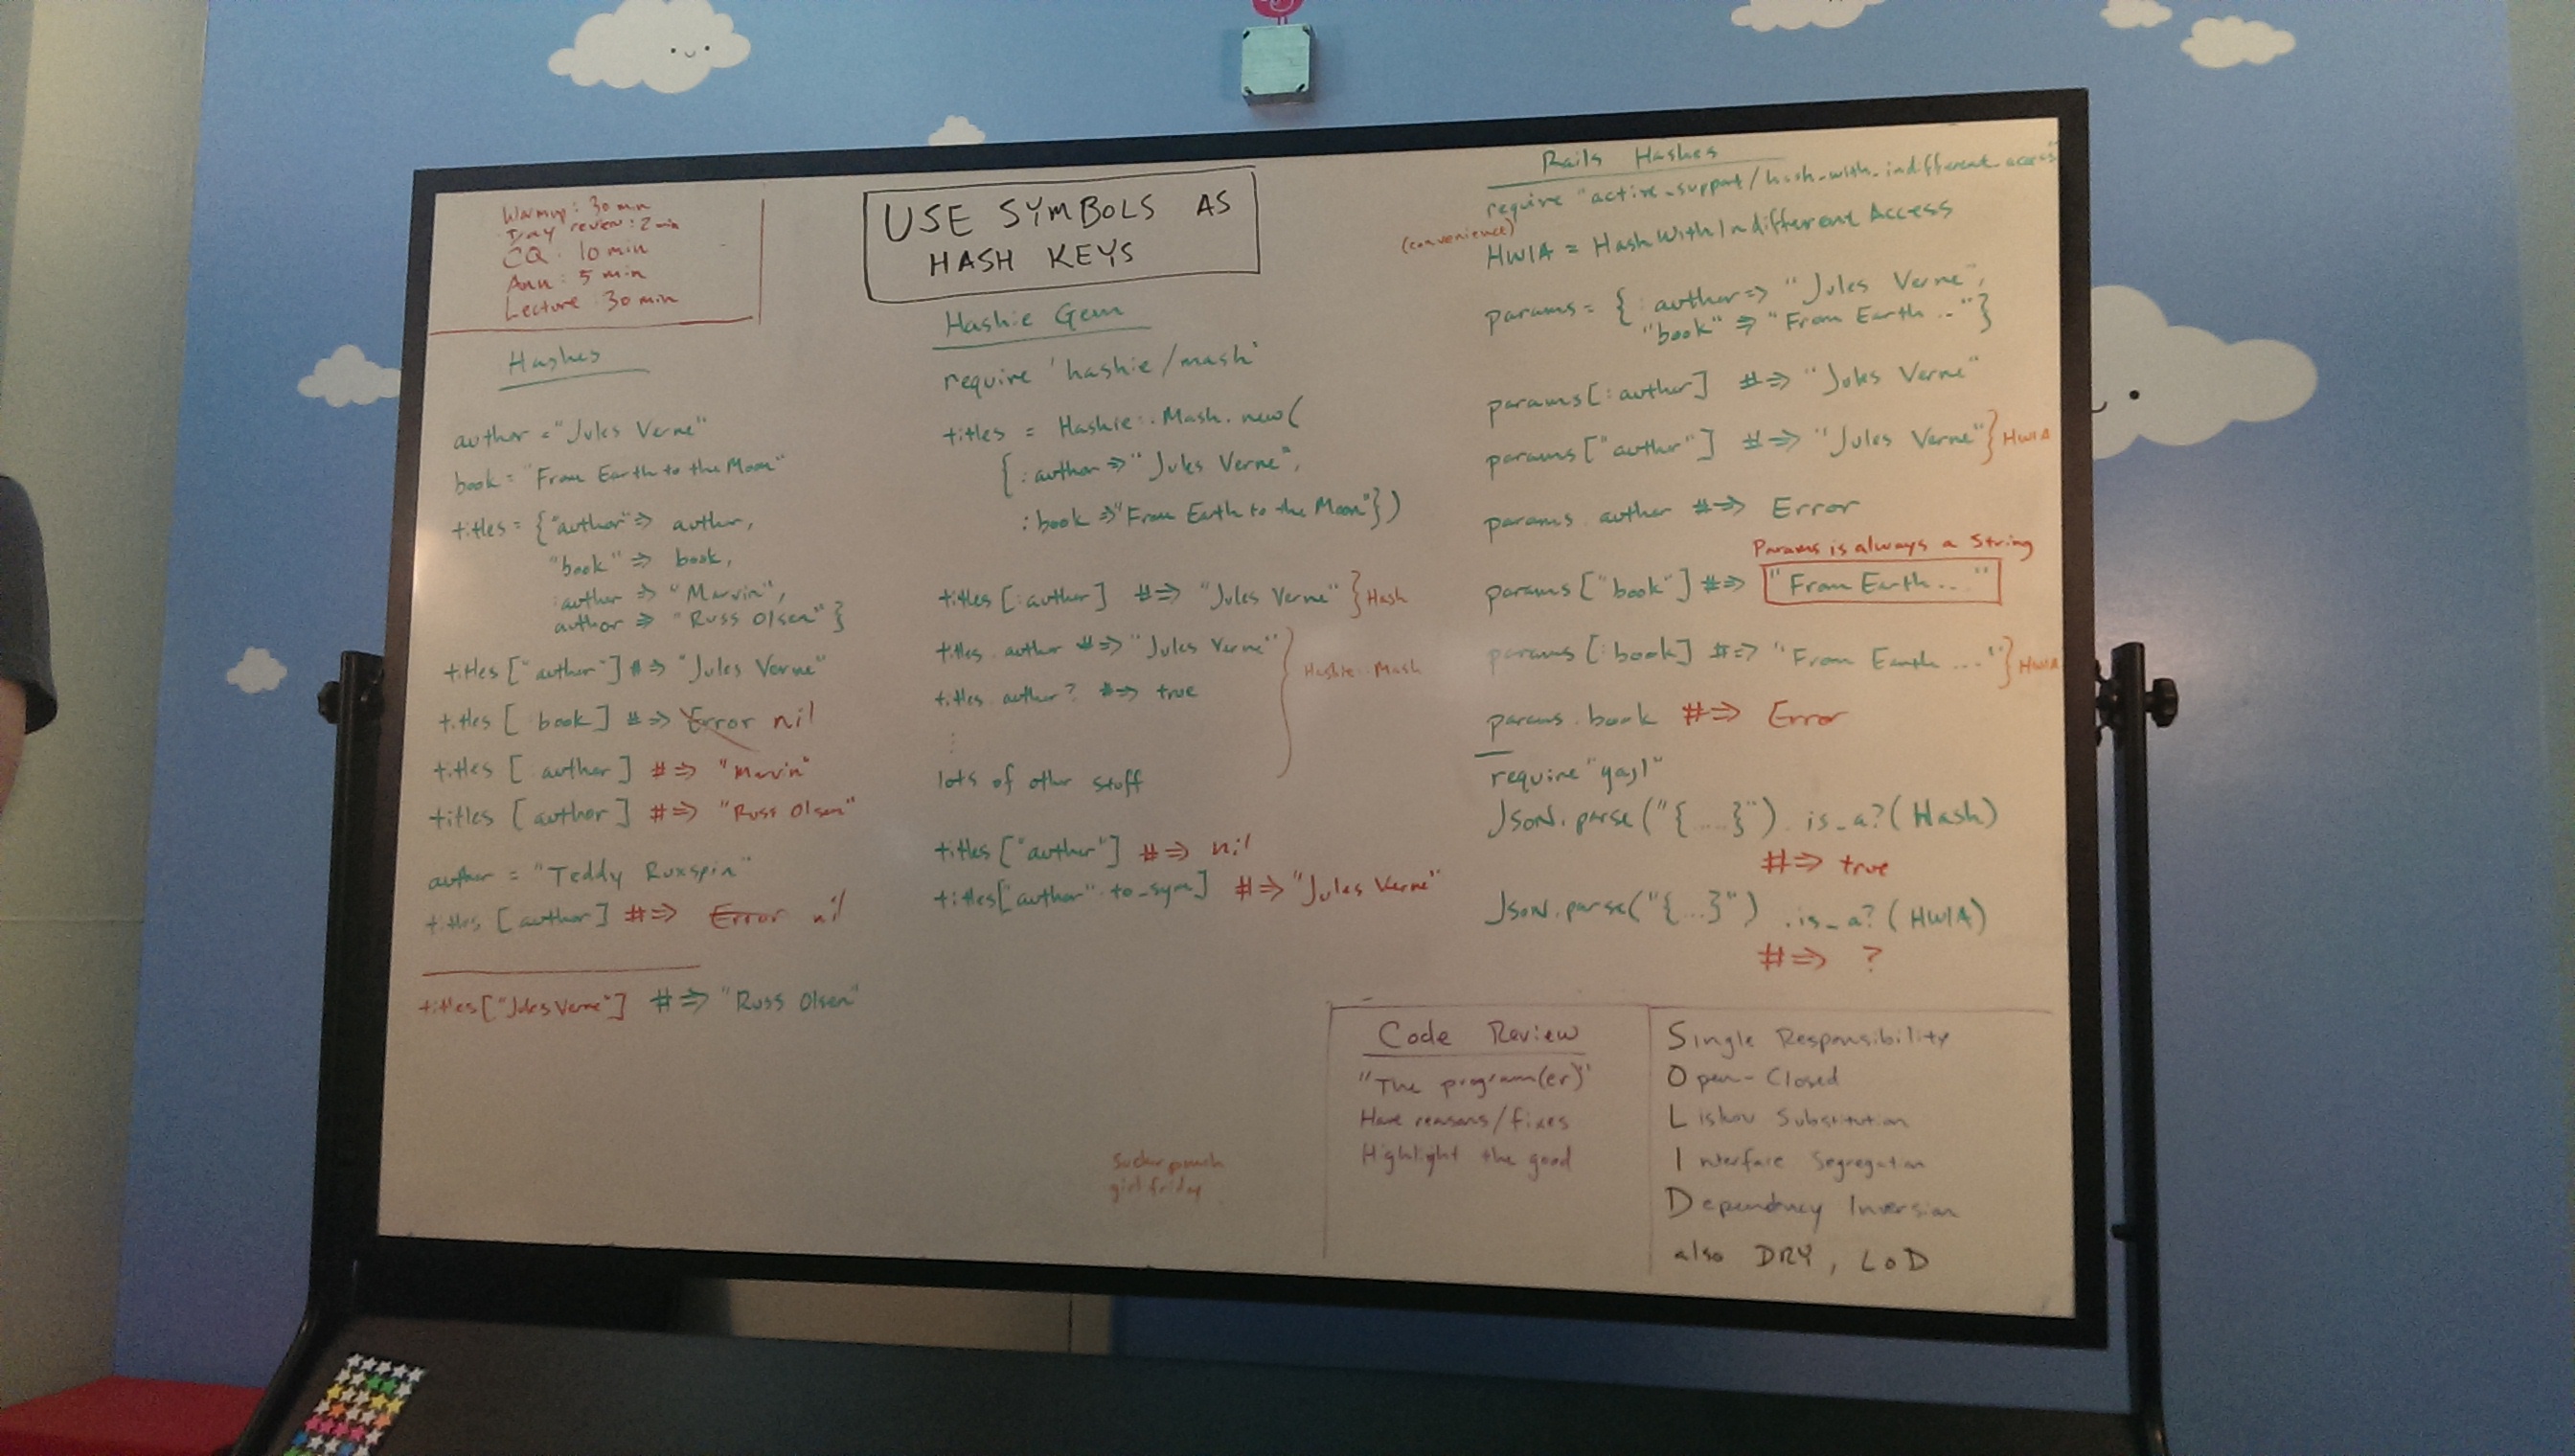 Warmup: 30 min
Day review: 2 min
CQ: 10 min
Ann: 5 min
Lecture: 30 min
USE SYMBOLS AS
HASH KEYS
Hashes
author = "Jules Verne"
book = "From Earth to the Moon"
titles = {"author" => author,
"book" => book,
:author => "Marvin",
author => "Russ Olsen"}
titles ["author"] #=> "Jules Verne"
titles [:book] #=> Error nil
titles [:author] #=> "Marvin"
titles [author] #=> "Russ Olsen"
author = "Teddy Ruxspin"
titles [author] #=> Error nil
titles ["Jules Verne"] #=> "Russ Olsen"
Hashie Gem
require 'hashie/mash'
titles = Hashie::Mash.new(
{:author => "Jules Verne",
:book => "From Earth to the Moon"})
titles [:author] #=> "Jules Verne" } Hash
titles.author #=> "Jules Verne"
titles.author? #=> true
Hashie::Mash
lots of other stuff
titles ["author"] #=> nil
titles ["author".to_sym] #=> "Jules Verne"
Rails Hashes
require "active_support/hash_with_indifferent_access"
(convenience)
HWIA = HashWithIndifferent Access
params = { :author => "Jules Verne",
"book" => "From Earth .."}
params [:author] #=> "Jules Verne"
params ["author"] #=> "Jules Verne" } HWIA
params.author #=> Error
Params is always a String
params ["book"] #=> "From Earth..."
params [:book] #=> "From Earth ..." } HWIA
params.book #=> Error
require "yajl"
JSON.parse("{....}").is_a?(Hash)
#=> true
JSON.parse("{...}").is_a?(HWIA)
#=> ?
Code Review
"The program(er)"
Have reasons/fixes
Highlight the good
Single Responsibility
Open-Closed
Liskov Substitution
Interface Segregation
Dependency Inversion
also DRY, LoD
Sucker punch
girl friday